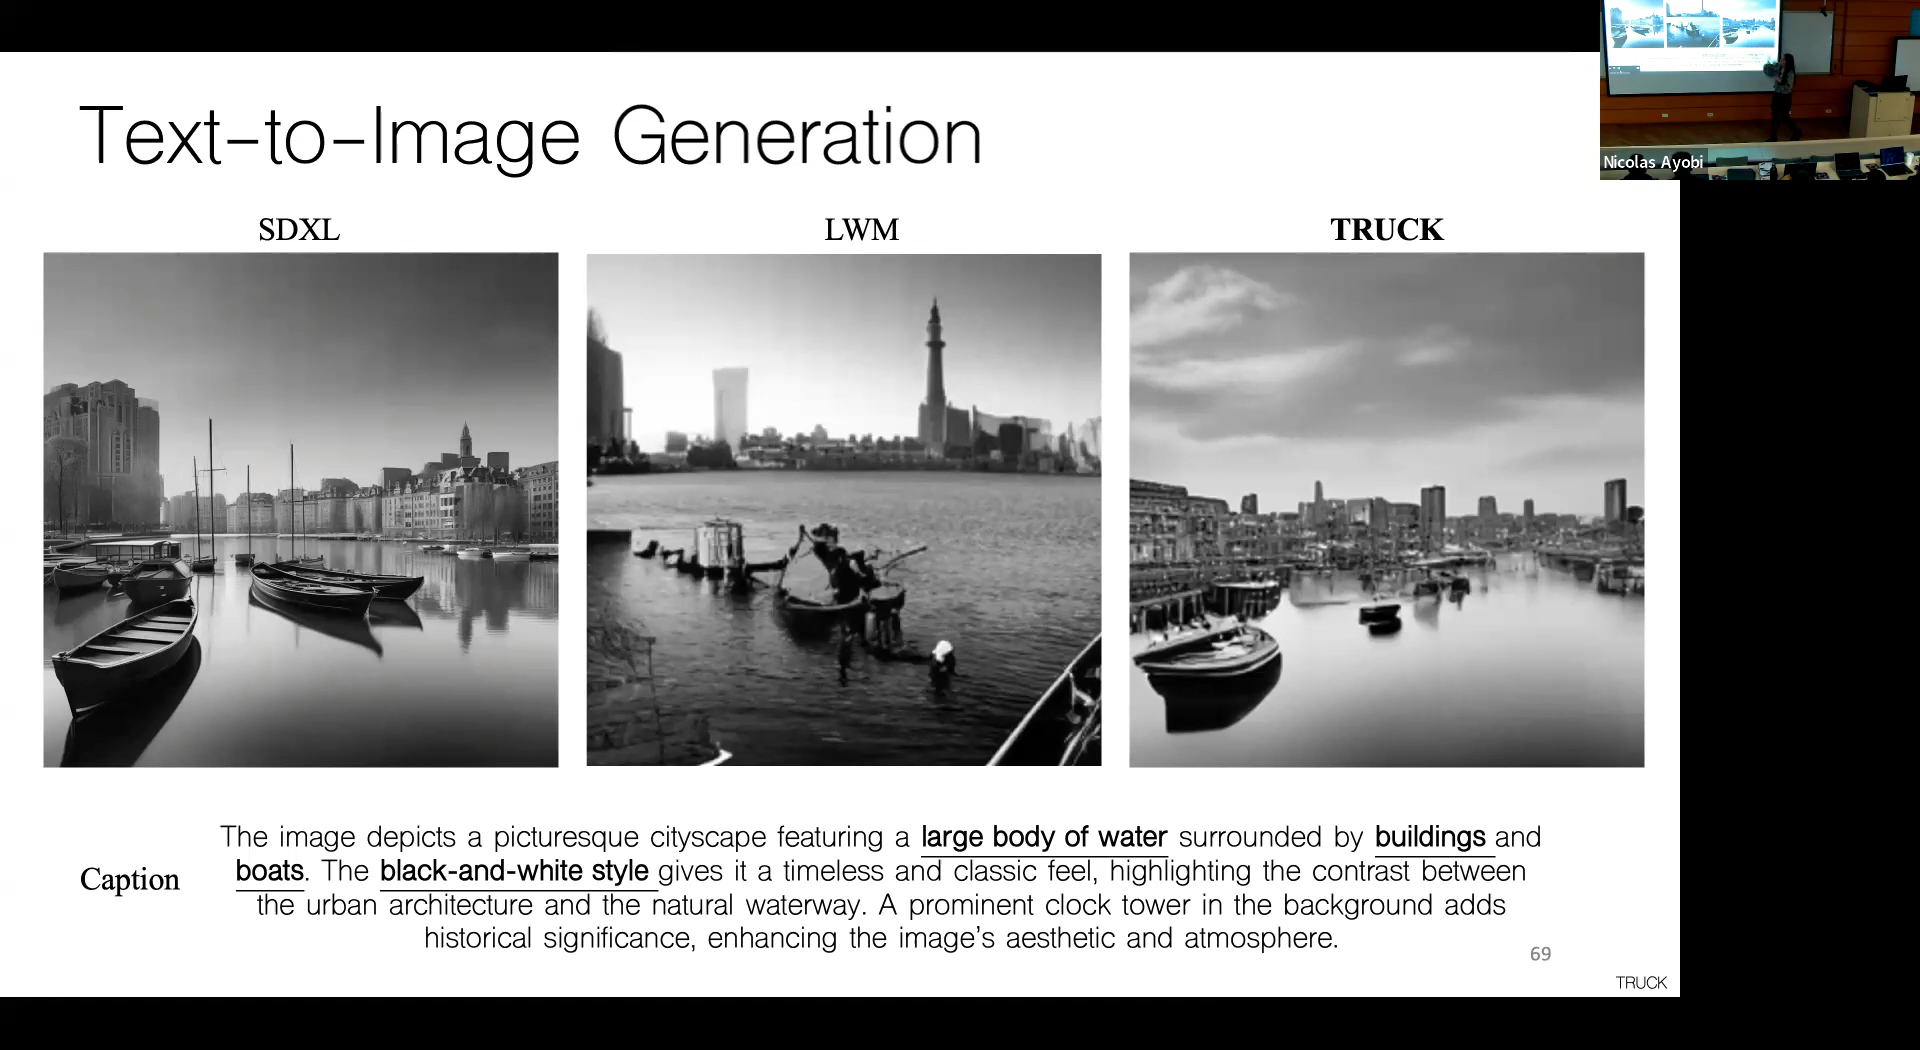 Text-to-Image Generation
Nicolas Ayobi
SDXL
LWM
TRUCK
Caption
The image depicts a picturesque cityscape featuring a large body of water surrounded by buildings and
boats. The black-and-white style gives it a timeless and classic feel, highlighting the contrast between
the urban architecture and the natural waterway. A prominent clock tower in the background adds
historical significance, enhancing the image's aesthetic and atmosphere.
69
TRUCK